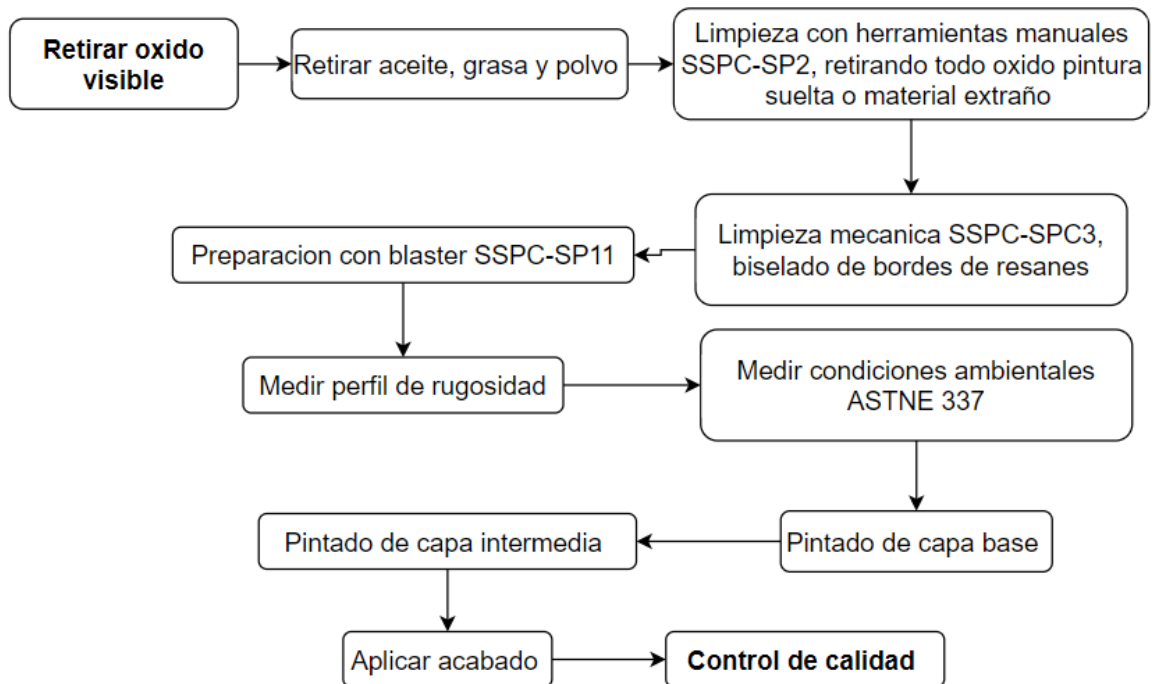 Retirar oxido
visible
Retirar aceite, grasa y polvo
Limpieza con herramientas manuales
SSPC-SP2, retirando todo oxido pintura
suelta o material extraño
Limpieza mecanica SSPC-SPC3,
biselado de bordes de resanes
Preparacion con blaster SSPC-SP11
Medir perfil de rugosidad
Medir condiciones ambientales
ASTNE 337
Pintado de capa base
Pintado de capa intermedia
Aplicar acabado
Control de calidad